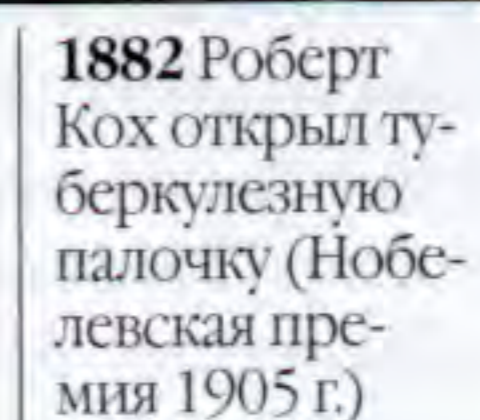 1882 Роберт
Кох открыл ту-
беркулезную
палочку (Нобе-
левская пре-
мия 1905 г.)